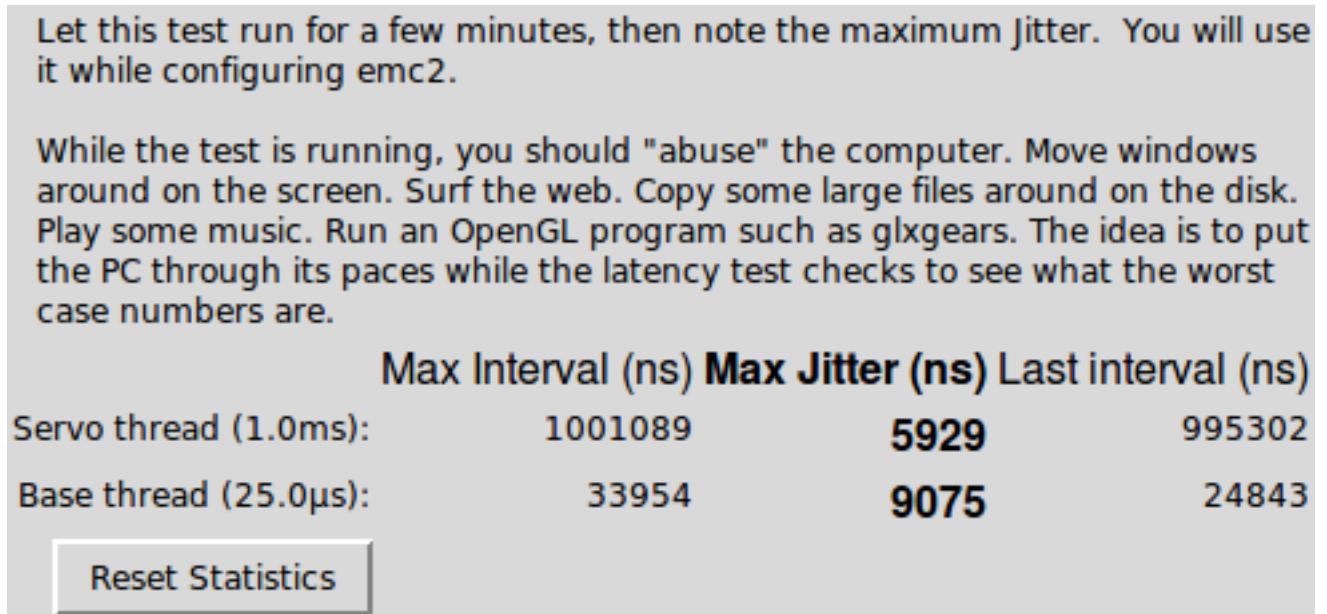 Let this test run for a few minutes, then note the maximum Jitter.  You will use
it while configuring emc2.
While the test is running, you should "abuse" the computer. Move windows
around on the screen. Surf the web. Copy some large files around on the disk.
Play some music. Run an OpenGL program such as glxgears. The idea is to put
the PC through its paces while the latency test checks to see what the worst
case numbers are.
Max Interval (ns) Max Jitter (ns) Last interval (ns)
Servo thread (1.0ms): 1001089 5929 995302
Base thread (25.0µs): 33954 9075 24843
Reset Statistics